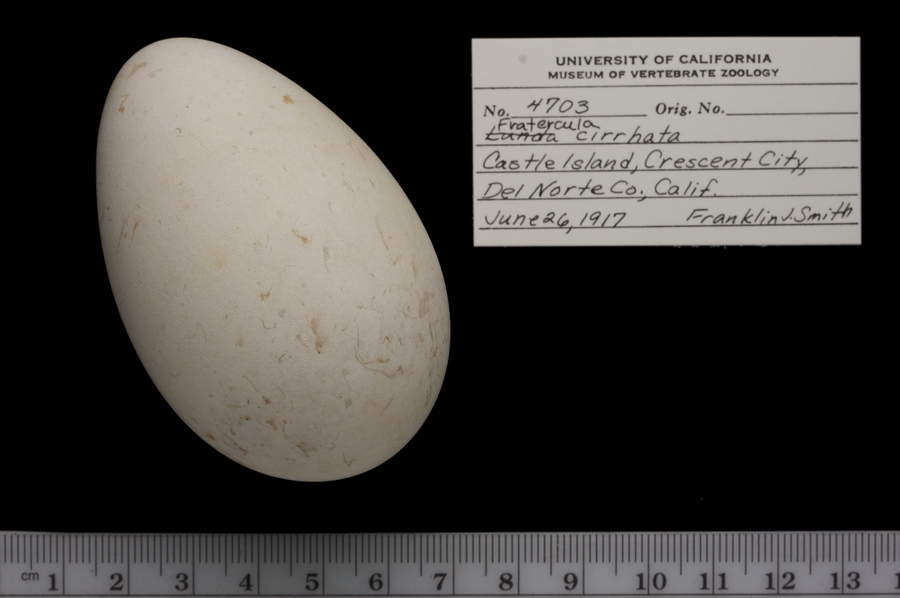 UNIVERSITY OF CALIFORNIA
MUSEUM OF VERTEBRATE ZOOLOGY
No. 4703 Orig. No.
Fratercula
Lunda cirrhata
Castle Island, Crescent City,
Del Norte Co., Calif.
June 26, 1917 Franklin J. Smith
cm 1 2 3 4 5 6 7 8 9 10 11 12 13